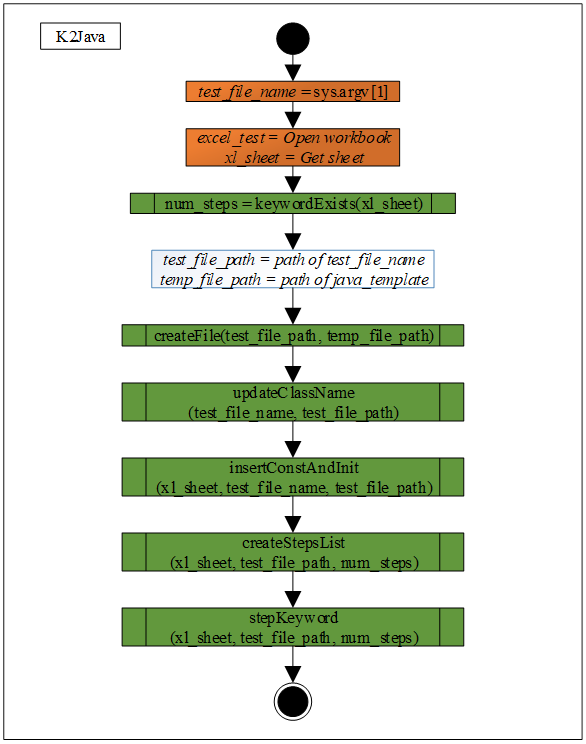 K2Java
test_file_name = sys.argv[1]
excel_test = Open workbook
xl_sheet = Get sheet
num_steps = keywordExists(xl_sheet)
test_file_path = path of test_file_name
temp_file_path = path of java_template
createFile(test_file_path, temp_file_path)
updateClassName
(test_file_name, test_file_path)
insertConstAndInit
(xl_sheet, test_file_name, test_file_path)
createStepsList
(xl_sheet, test_file_path, num_steps)
stepKeyword
(xl_sheet, test_file_path, num_steps)